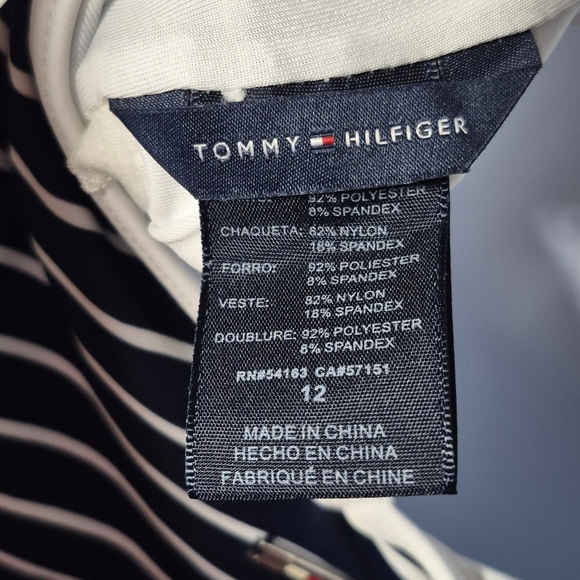 TOMMY HILFIGER
92% POLYESTER
8% SPANDEX
CHAQUETA: 82% NYLON
18% SPANDEX
FORRO: 92% POLIESTER
8% SPANDEX
VESTE: 82% NYLON
18% SPANDEX
DOUBLURE: 92% POLYESTER
8% SPANDEX
RN#54163 CA#57151
12
MADE IN CHINA
HECHO EN CHINA
FABRIQUÉ EN CHINE